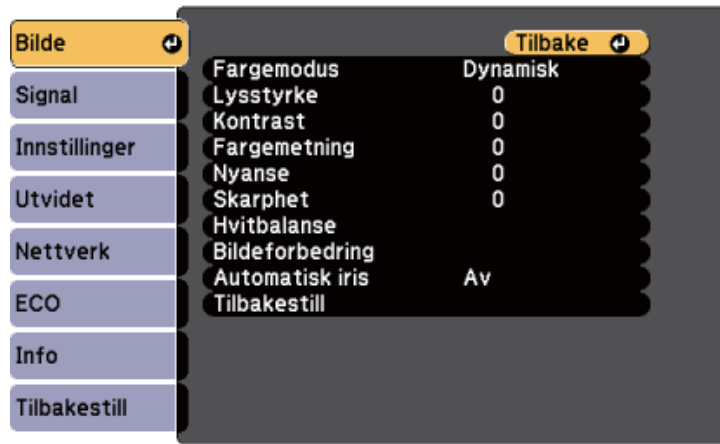 Bilde
Signal
Innstillinger
Utvidet
Nettverk
ECO
Info
Tilbakestill
Tilbake
Fargemodus Dynamisk
Lysstyrke 0
Kontrast 0
Fargemetning 0
Nyanse 0
Skarphet 0
Hvitbalanse
Bildeforbedring
Automatisk iris Av
Tilbakestill